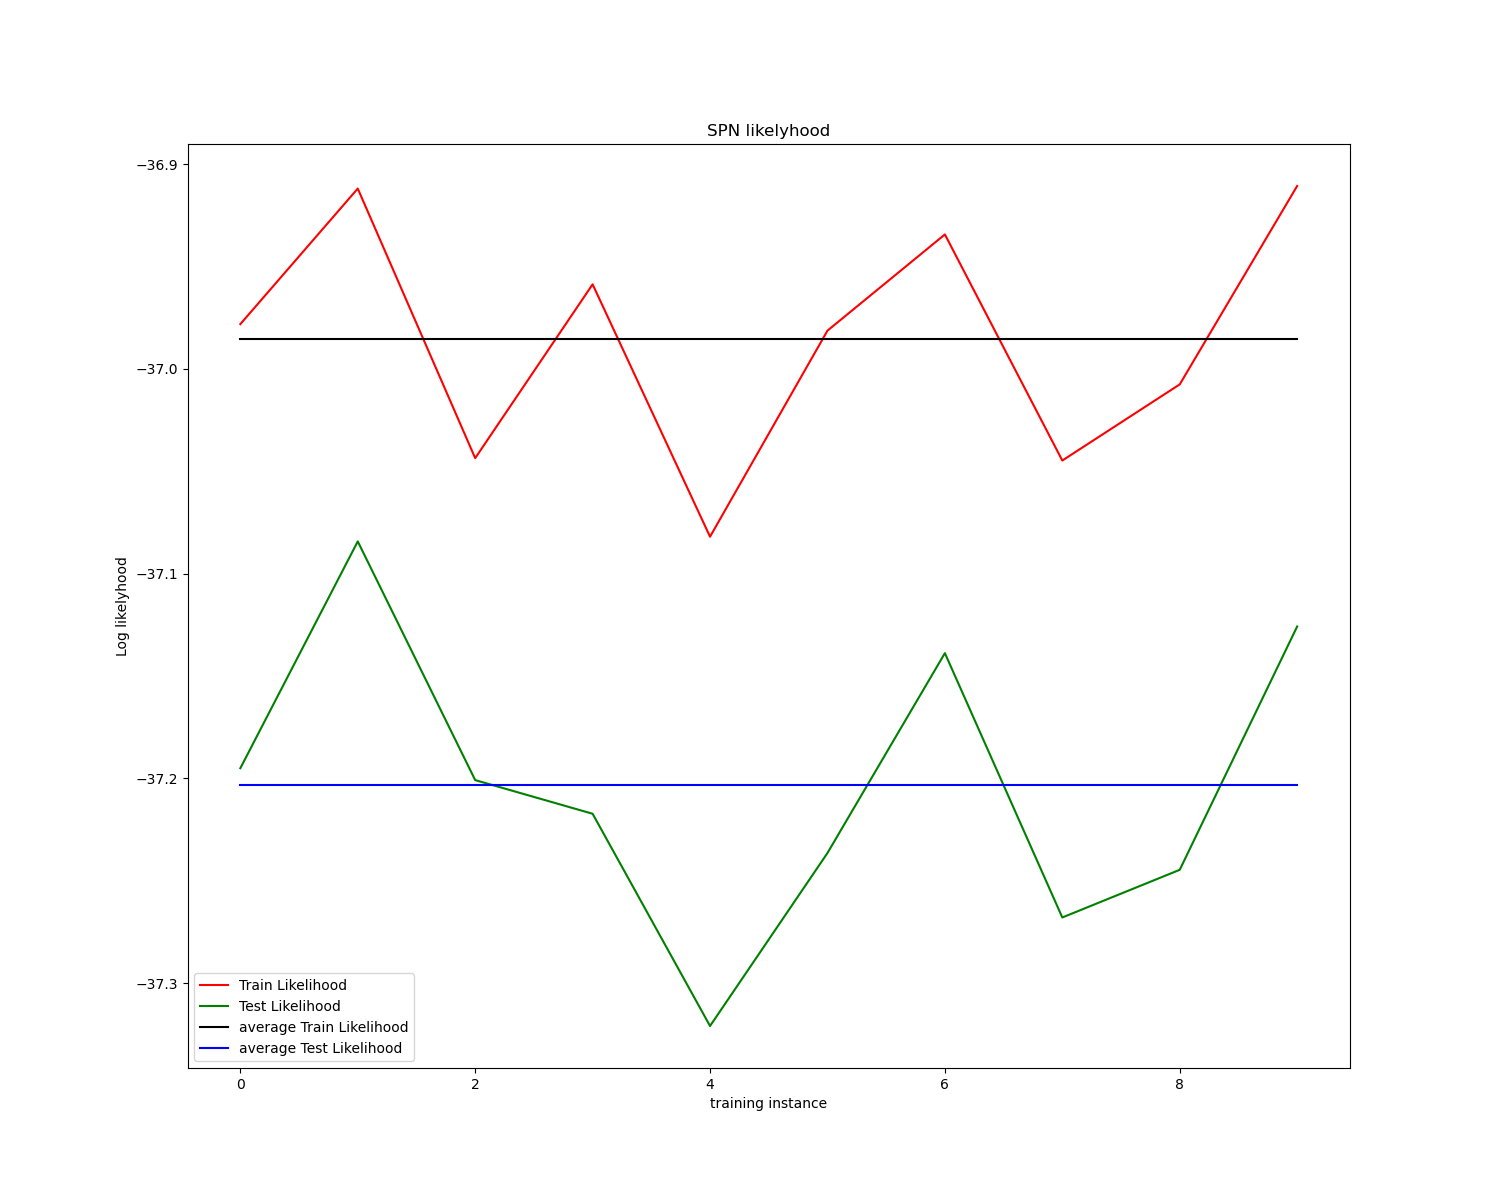 SPN likelyhood
−36.9
−37.0
−37.1
−37.2
−37.3
Log likelyhood
Train Likelihood
Test Likelihood
average Train Likelihood
average Test Likelihood
0 2 4 6 8
training instance